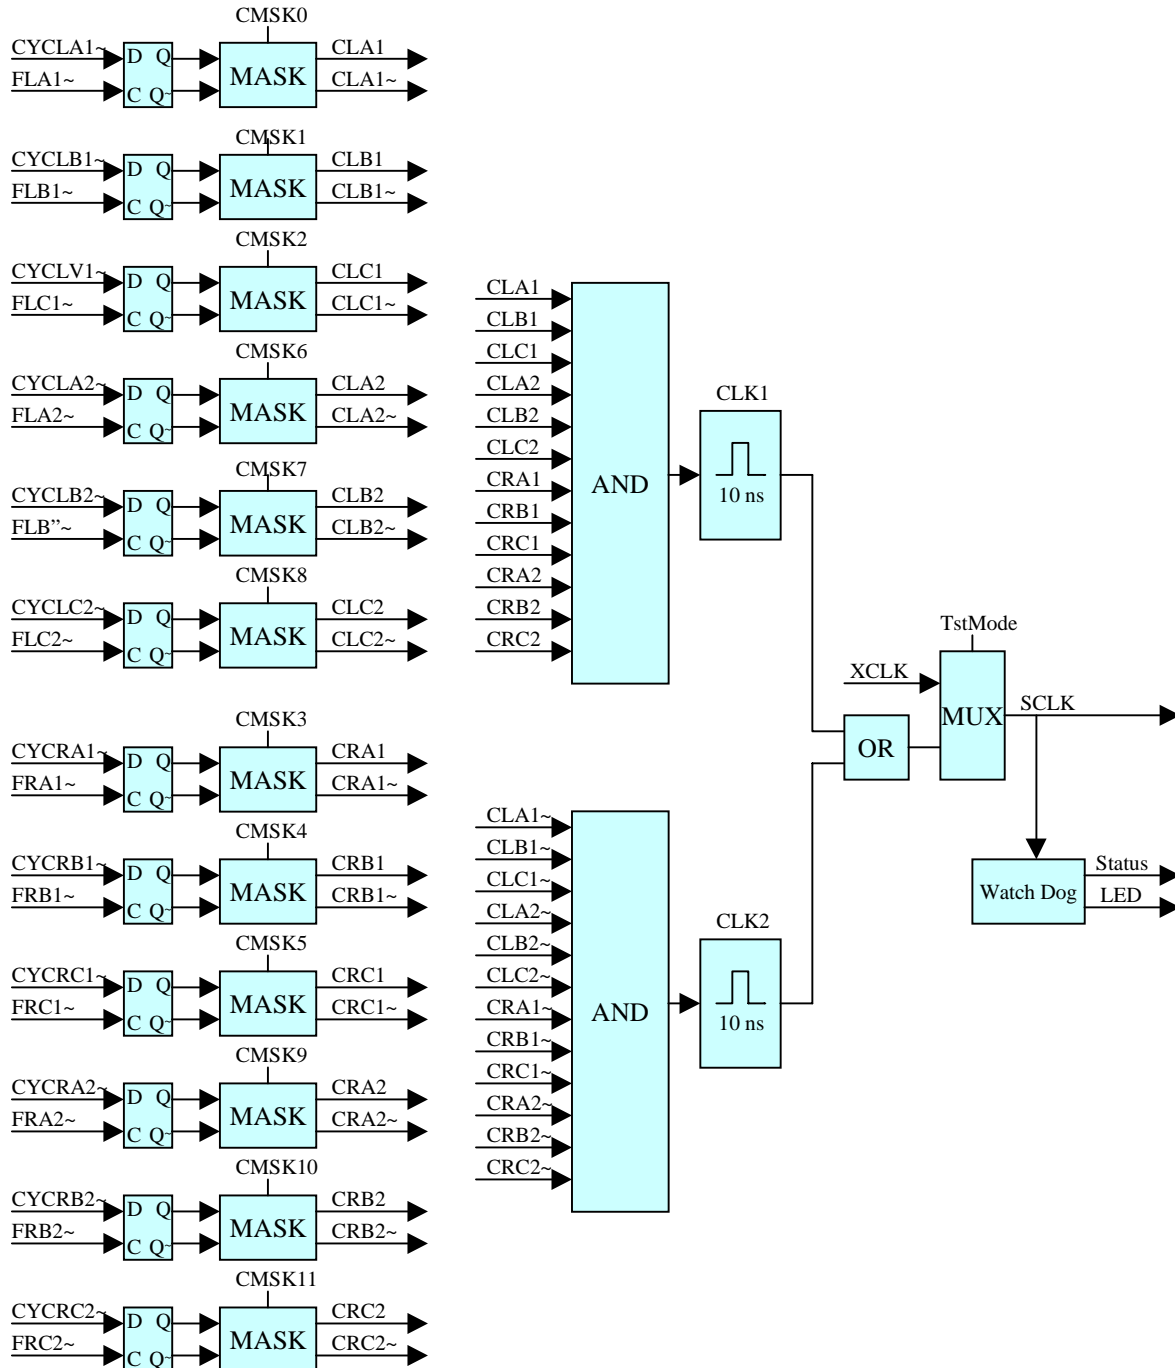 CMSK0
CYCLA1~ D Q MASK CLA1
FLA1~ C Q~ CLA1~
CMSK1
CYCLB1~ D Q MASK CLB1
FLB1~ C Q~ CLB1~
CMSK2
CYCLV1~ D Q MASK CLC1
FLC1~ C Q~ CLC1~
CMSK6
CYCLA2~ D Q MASK CLA2
FLA2~ C Q~ CLA2~
CMSK7
CYCLB2~ D Q MASK CLB2
FLB”~ C Q~ CLB2~
CMSK8
CYCLC2~ D Q MASK CLC2
FLC2~ C Q~ CLC2~
CMSK3
CYCRA1~ D Q MASK CRA1
FRA1~ C Q~ CRA1~
CMSK4
CYCRB1~ D Q MASK CRB1
FRB1~ C Q~ CRB1~
CMSK5
CYCRC1~ D Q MASK CRC1
FRC1~ C Q~ CRC1~
CMSK9
CYCRA2~ D Q MASK CRA2
FRA2~ C Q~ CRA2~
CMSK10
CYCRB2~ D Q MASK CRB2
FRB2~ C Q~ CRB2~
CMSK11
CYCRC2~ D Q MASK CRC2
FRC2~ C Q~ CRC2~
CLA1
CLB1
CLC1
CLA2
CLB2
CLC2
CRA1
CRB1
CRC1
CRA2
CRB2
CRC2
AND
CLK1
10 ns
CLA1~
CLB1~
CLC1~
CLA2~
CLB2~
CLC2~
CRA1~
CRB1~
CRC1~
CRA2~
CRB2~
CRC2~
AND
CLK2
10 ns
OR
TstMode
XCLK
MUX
SCLK
Watch Dog
Status
LED